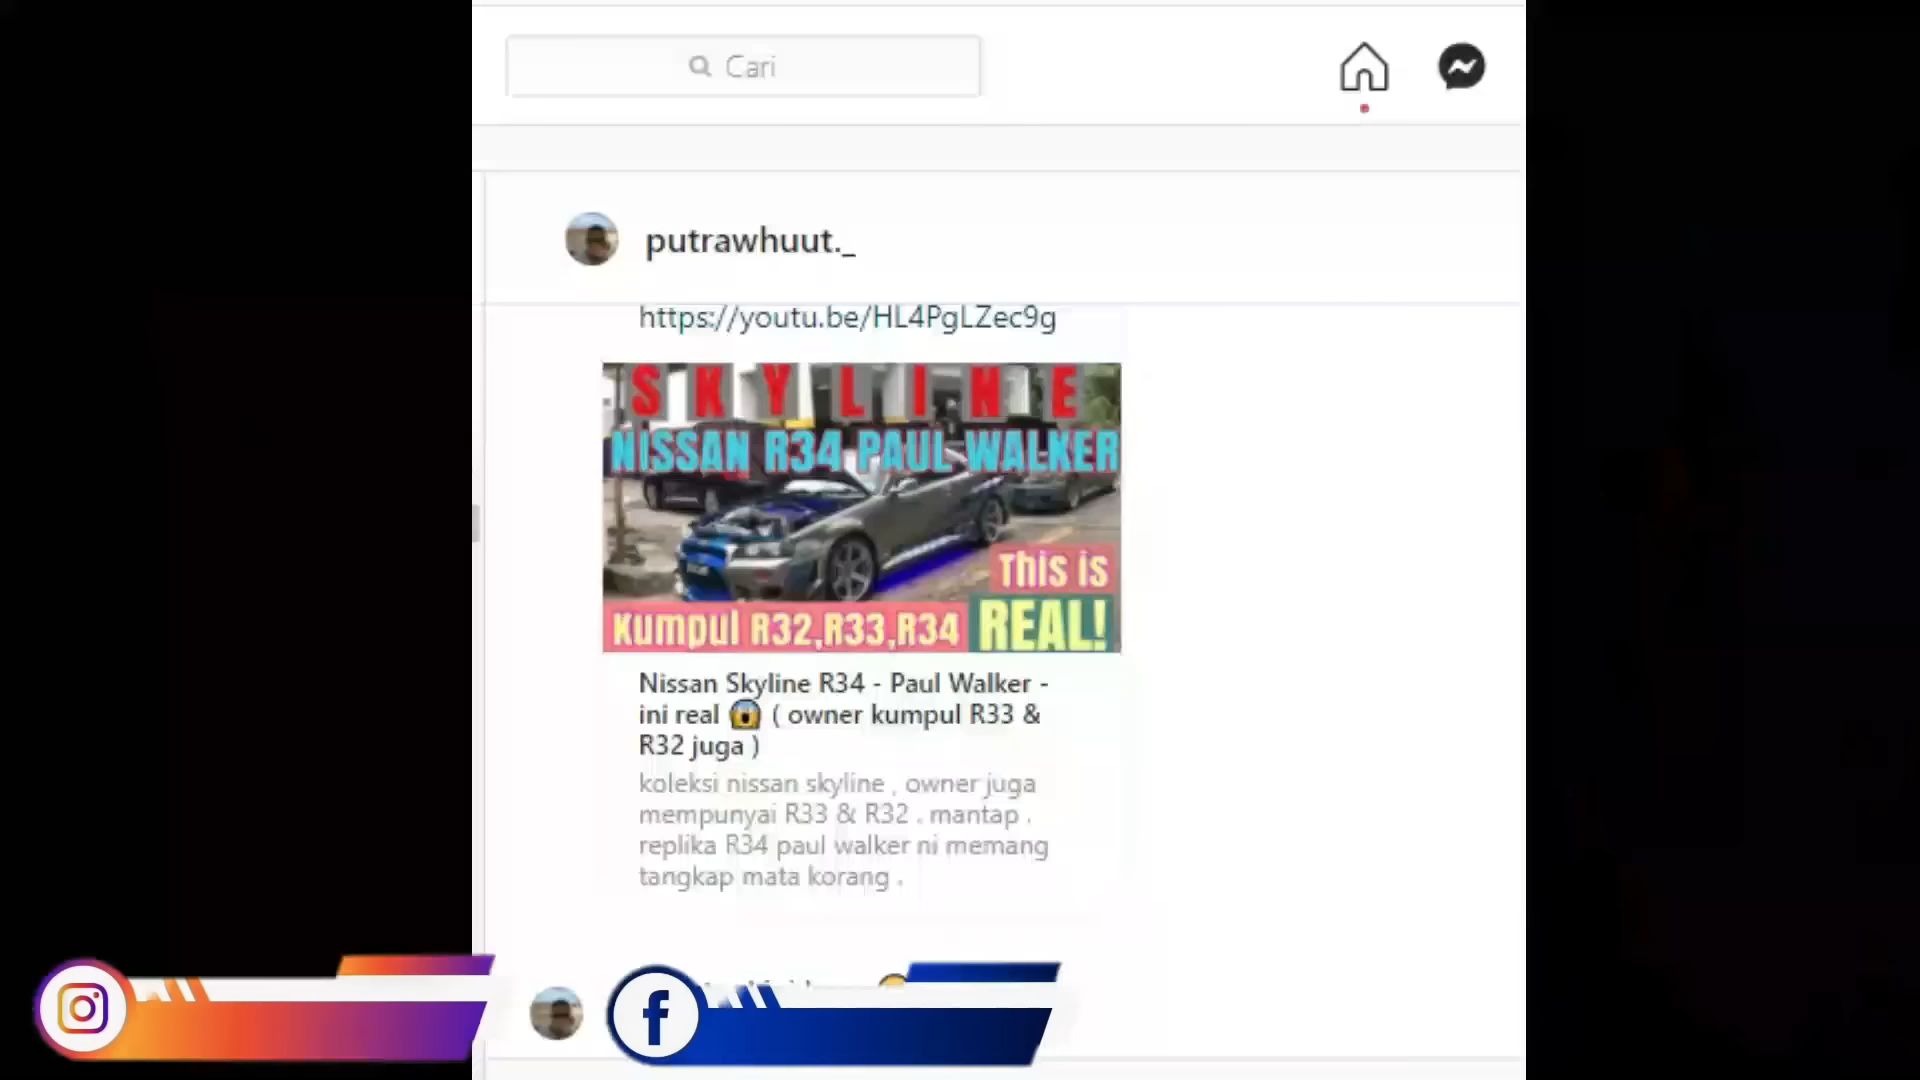 Cari
putrawhuut._
https://youtu.be/HL4PgLZec9g
SKYLINE
NISSAN R34 PAUL WALKER
This is
Kumpul R32,R33,R34 REAL!
Nissan Skyline R34 - Paul Walker -
ini real 😱 ( owner kumpul R33 &
R32 juga )
koleksi nissan skyline , owner juga
mempunyai R33 & R32 . mantap .
replika R34 paul walker ni memang
tangkap mata korang .